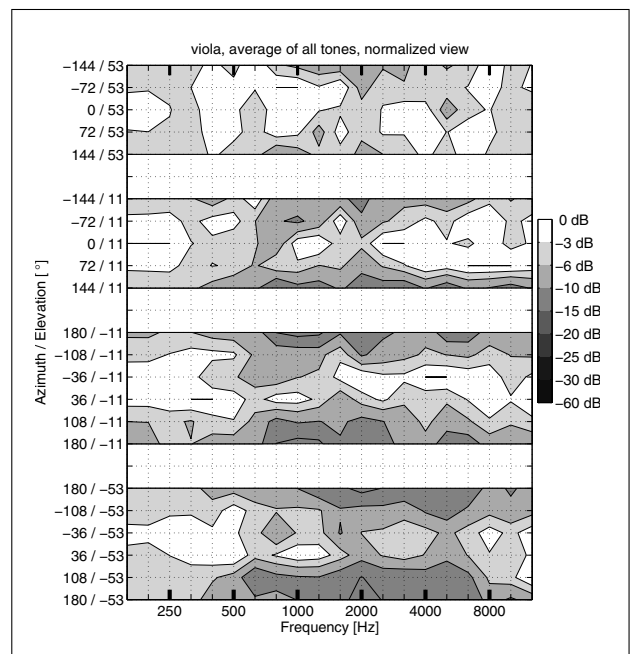 viola, average of all tones, normalized view
−144 / 53
−72 / 53
0 / 53
72 / 53
144 / 53
−144 / 11
−72 / 11
0 / 11
72 / 11
144 / 11
180 / −11
−108 / −11
−36 / −11
36 / −11
108 / −11
180 / −11
180 / −53
−108 / −53
−36 / −53
36 / −53
108 / −53
180 / −53
Azimuth / Elevation [ ° ]
250 500 1000 2000 4000 8000
Frequency [Hz]
0 dB
−3 dB
−6 dB
−10 dB
−15 dB
−20 dB
−25 dB
−30 dB
−60 dB